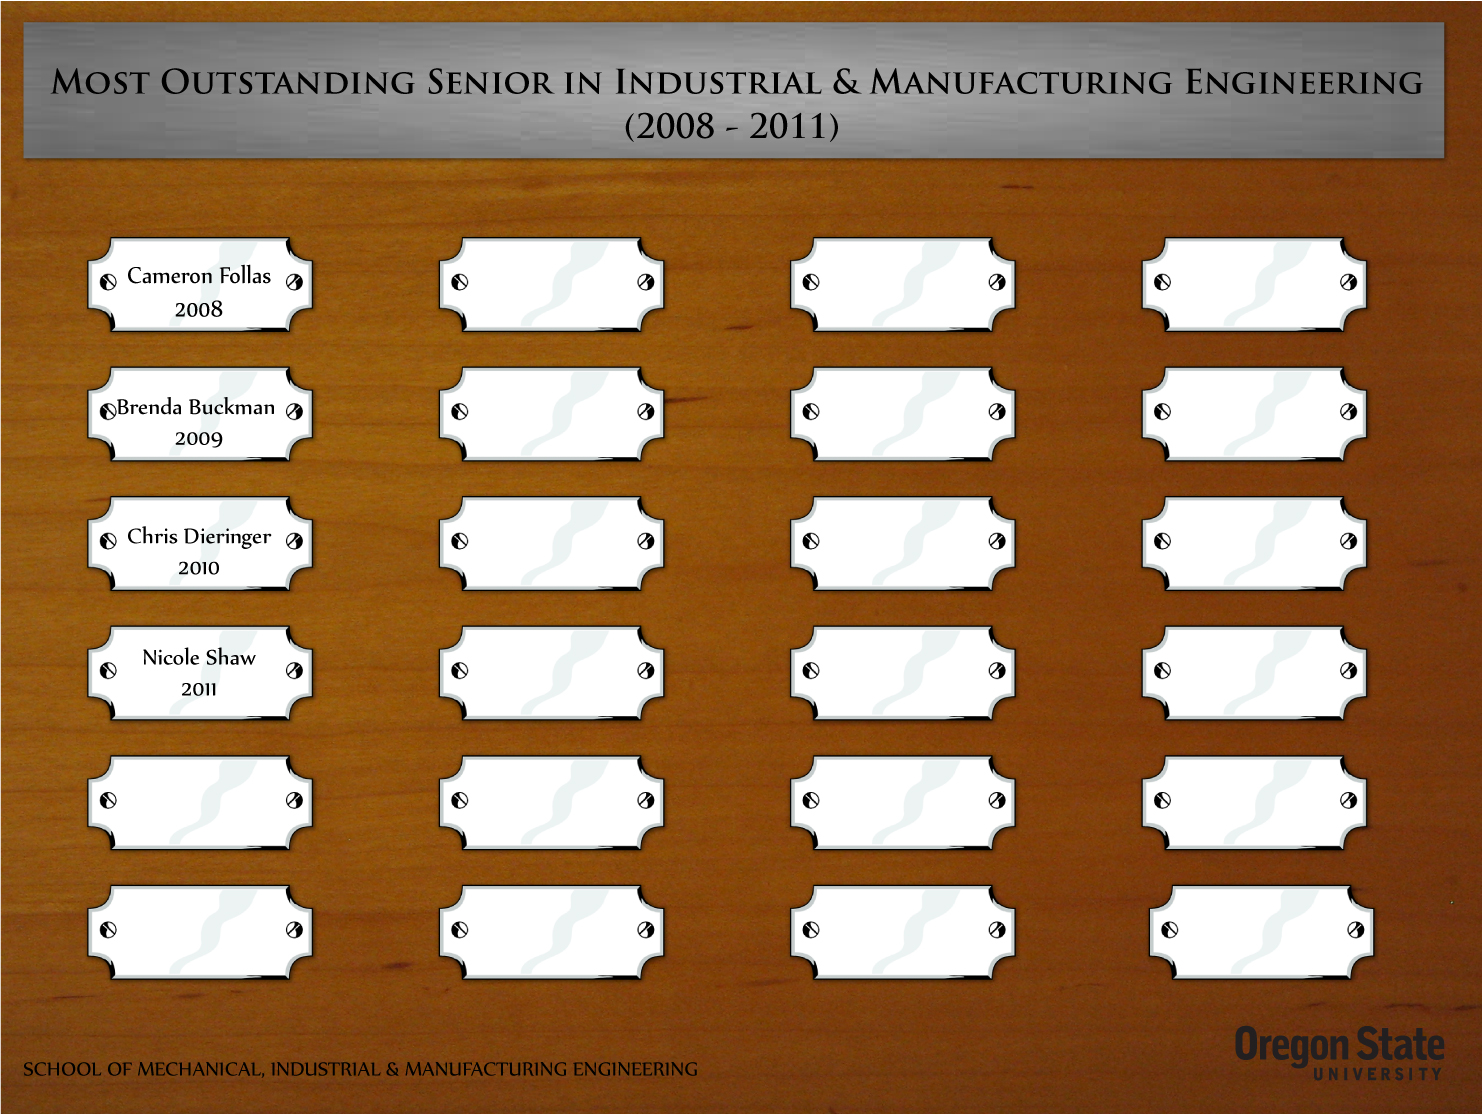 Most Outstanding Senior in Industrial & Manufacturing Engineering
(2008 - 2011)
Cameron Follas
2008
Brenda Buckman
2009
Chris Dieringer
2010
Nicole Shaw
2011
SCHOOL OF MECHANICAL, INDUSTRIAL & MANUFACTURING ENGINEERING
Oregon State
UNIVERSITY